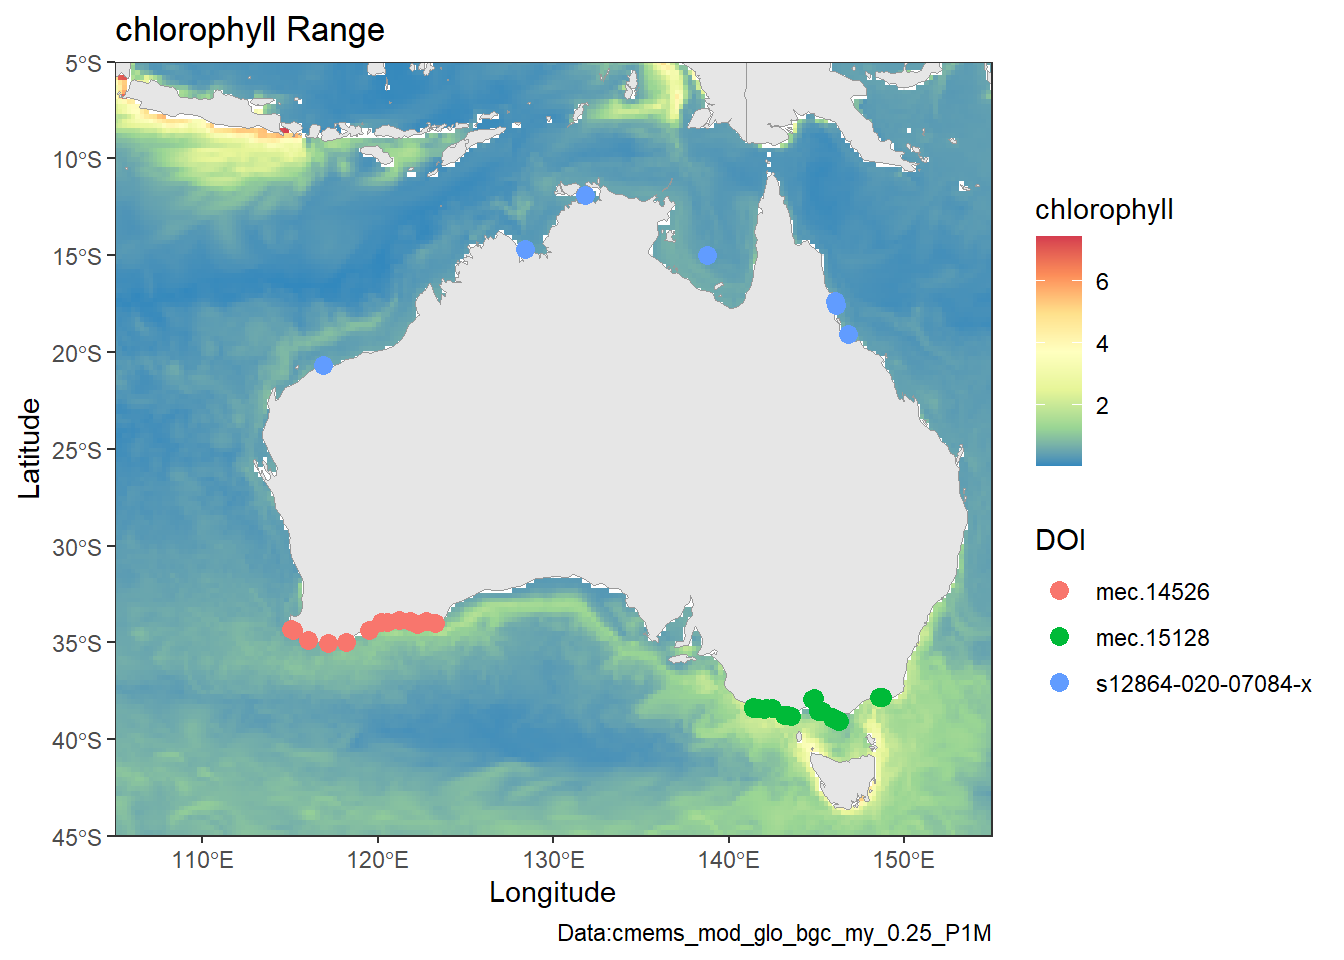 chlorophyll Range
5°S
10°S
15°S
20°S
25°S
30°S
35°S
40°S
45°S
Latitude
110°E
120°E
130°E
140°E
150°E
Longitude
Data:cmems_mod_glo_bgc_my_0.25_P1M
chlorophyll
6
4
2
DOI
mec.14526
mec.15128
s12864-020-07084-x